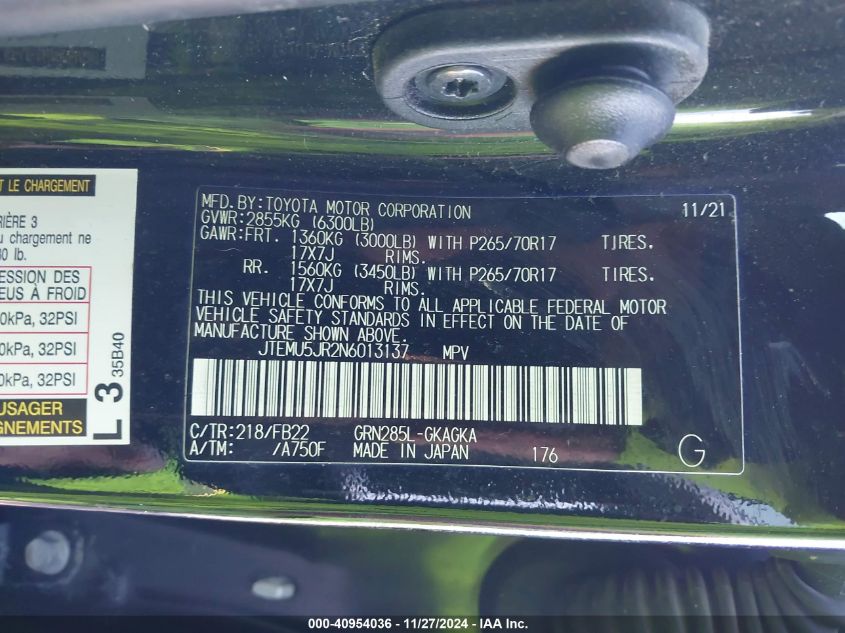 T LE CHARGEMENT
IÈRE 3
u chargement ne
0 lb.
ESSION DES
EUS À FROID
0kPa, 32PSI
0kPa, 32PSI
0kPa, 32PSI
USAGER
IGNEMENTS
L 3 35B40
MFD.BY:TOYOTA MOTOR CORPORATION 11/21
GVWR:2855KG (6300LB)
GAWR:FRT. 1360KG (3000LB) WITH P265/70R17 TIRES.
17X7J RIMS.
RR. 1560KG (3450LB) WITH P265/70R17 TIRES.
17X7J RIMS.
THIS VEHICLE CONFORMS TO ALL APPLICABLE FEDERAL MOTOR
VEHICLE SAFETY STANDARDS IN EFFECT ON THE DATE OF
MANUFACTURE SHOWN ABOVE.
JTEMU5JR2N6013137 MPV
C/TR:218/FB22 GRN285L-GKAGKA
A/TM: /A750F MADE IN JAPAN 176 G
000-40954036 - 11/27/2024 - IAA Inc.